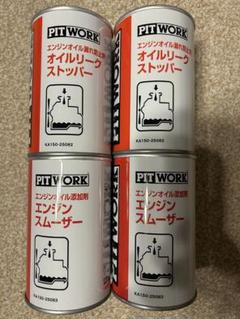 PITWORK
エンジンオイル漏れ防止剤
オイルリーク
ストッパー
KA150-25082
PITWORK
エンジンオイル漏れ防止剤
オイルリーク
ストッパー
KA150-25082
PITWORK
エンジンオイル添加剤
エンジン
スムーザー
KA150-25083
PITWORK
エンジンオイル添加剤
エンジン
スムーザー
KA150-25083